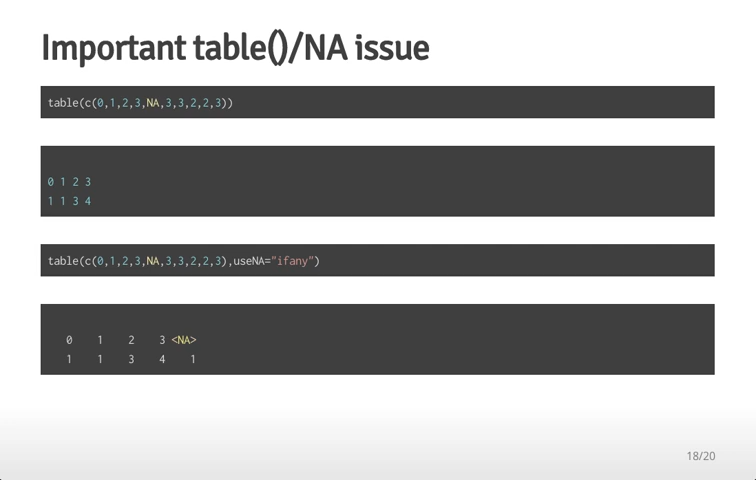 Important table()/NA issue
table(c(0,1,2,3,NA,3,3,2,2,3))
0 1 2 3
1 1 3 4
table(c(0,1,2,3,NA,3,3,2,2,3),useNA="ifany")
   0    1    2    3 <NA>
   1    1    3    4    1
18/20